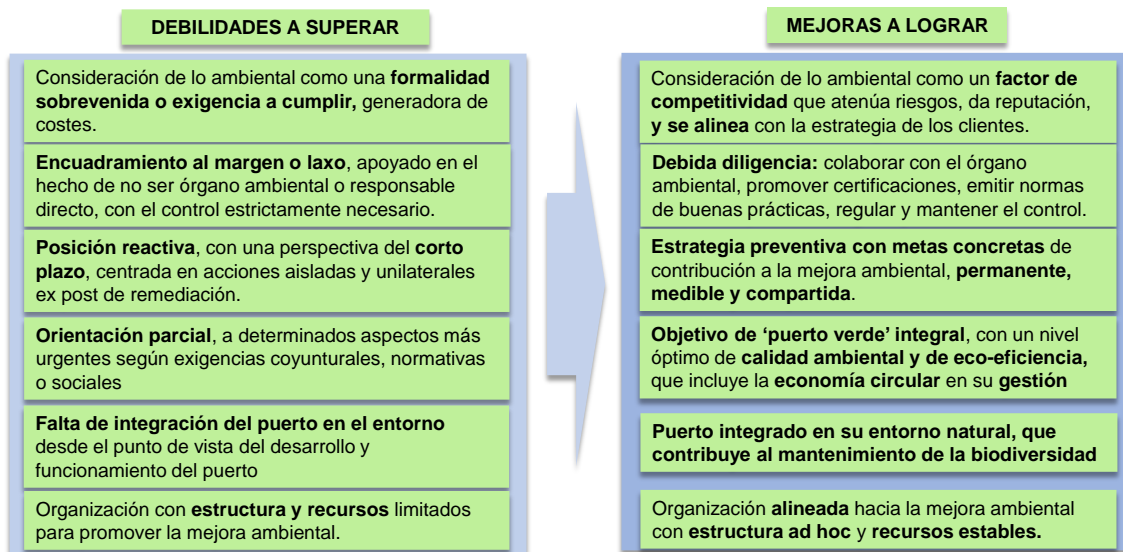 DEBILIDADES A SUPERAR
Consideración de lo ambiental como una formalidad
sobrevenida o exigencia a cumplir, generadora de
costes.
Encuadramiento al margen o laxo, apoyado en el
hecho de no ser órgano ambiental o responsable
directo, con el control estrictamente necesario.
Posición reactiva, con una perspectiva del corto
plazo, centrada en acciones aisladas y unilaterales
ex post de remediación.
Orientación parcial, a determinados aspectos más
urgentes según exigencias coyunturales, normativas
o sociales
Falta de integración del puerto en el entorno
desde el punto de vista del desarrollo y
funcionamiento del puerto
Organización con estructura y recursos limitados
para promover la mejora ambiental.
MEJORAS A LOGRAR
Consideración de lo ambiental como un factor de
competitividad que atenúa riesgos, da reputación,
y se alinea con la estrategia de los clientes.
Debida diligencia: colaborar con el órgano
ambiental, promover certificaciones, emitir normas
de buenas prácticas, regular y mantener el control.
Estrategia preventiva con metas concretas de
contribución a la mejora ambiental, permanente,
medible y compartida.
Objetivo de ‘puerto verde’ integral, con un nivel
óptimo de calidad ambiental y de eco-eficiencia,
que incluye la economía circular en su gestión
Puerto integrado en su entorno natural, que
contribuye al mantenimiento de la biodiversidad
Organización alineada hacia la mejora ambiental
con estructura ad hoc y recursos estables.